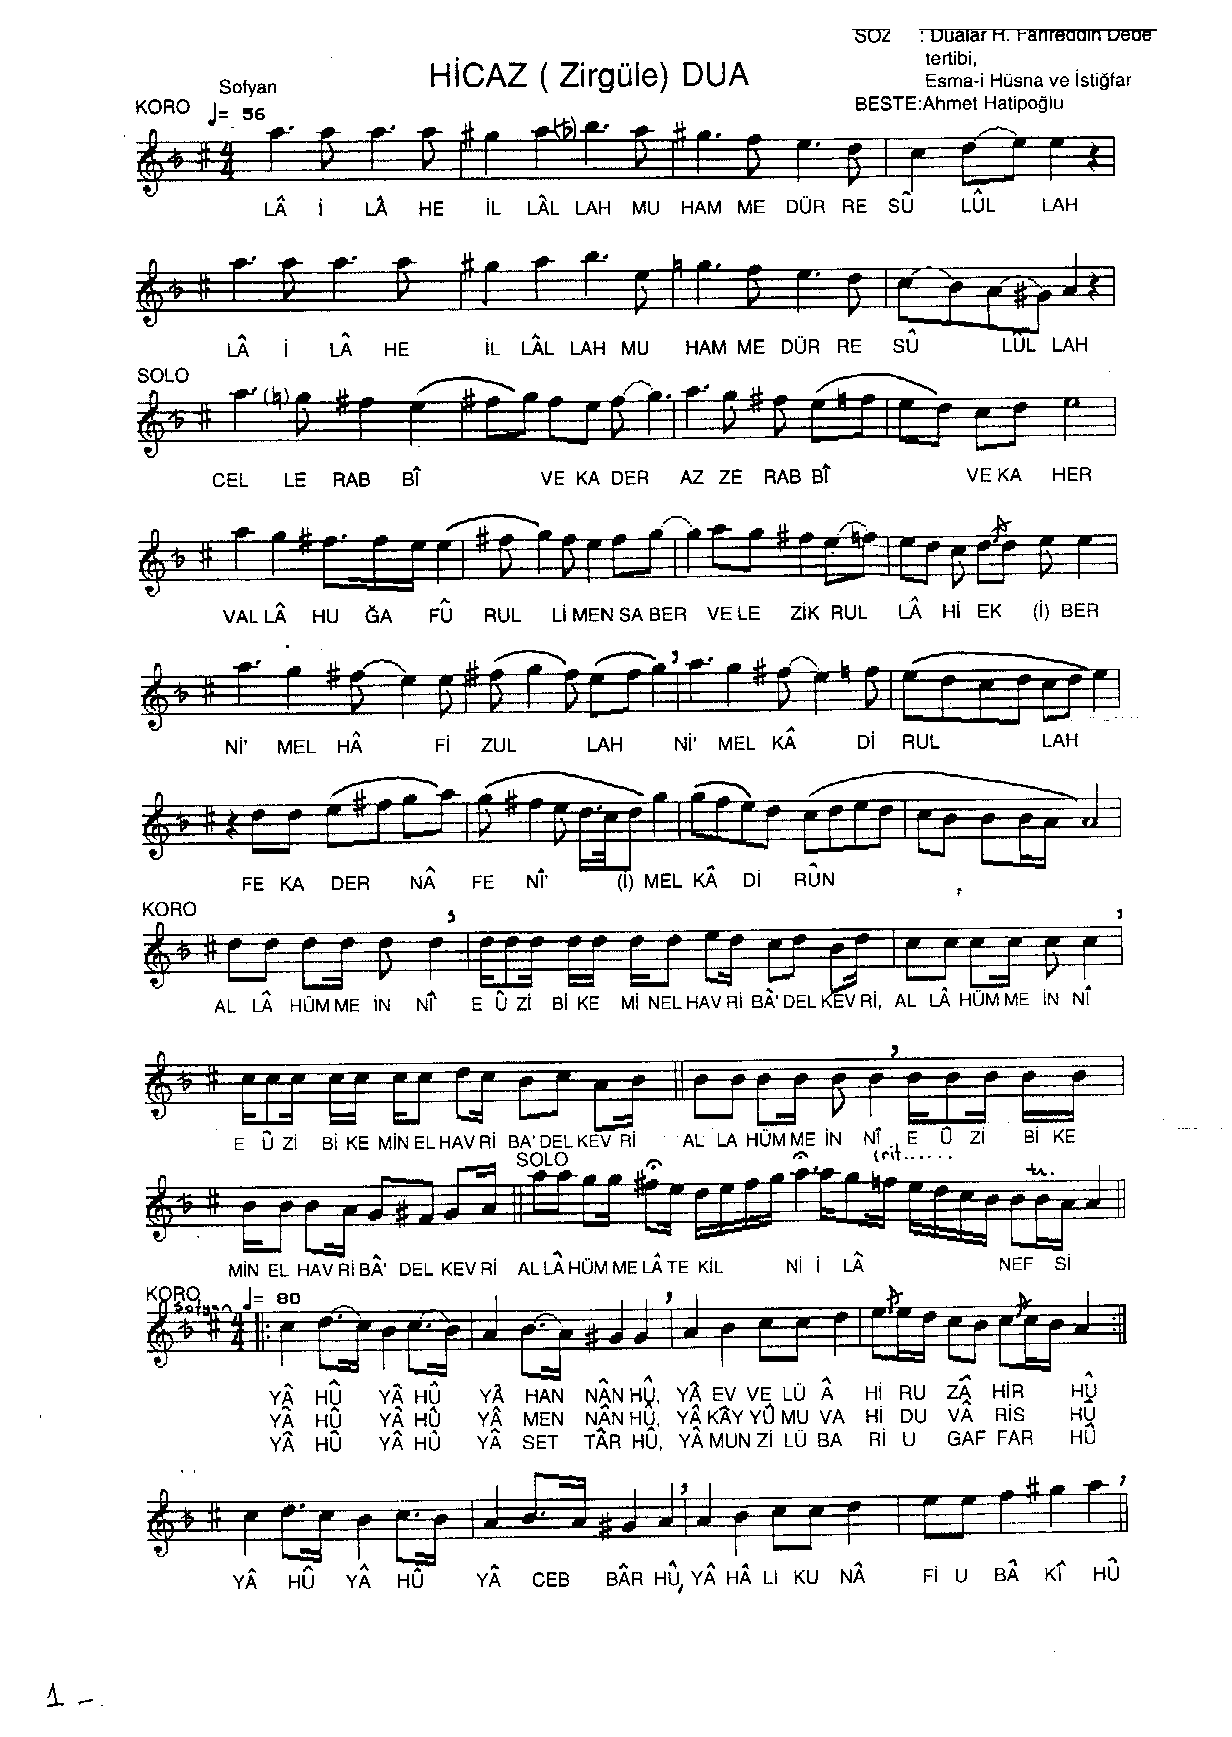 SÖZ : Dualar H. Fahreddin Dede
tertibi,
HİCAZ ( Zirgüle) DUA
Esma-i Hüsna ve İstiğfar
BESTE:Ahmet Hatipoğlu
Sofyan
KORO ♩= 56
4/4
LÂ İ LÂ HE İL LÂL LAH MU HAM ME DÜR RE SÛ LÛL LAH
LÂ İ LÂ HE İL LÂL LAH MU HAM ME DÜR RE SÛ LÛL LAH
SOLO
CEL LE RAB BÎ VE KA DER AZ ZE RAB BÎ VE KA HER
VAL LÂ HU ĞA FÛ RUL Lİ MEN SA BER VE LE ZİK RUL LÂ Hİ EK (İ) BER
Nİ' MEL HÂ Fİ ZUL LAH Nİ' MEL KÂ Dİ RUL LAH
FE KA DER NÂ FE Nİ' (İ) MEL KÂ Dİ RÛN
KORO
AL LÂ HÜM ME İN NÎ E Û Zİ Bİ KE Mİ NEL HAV Rİ BÂ' DEL KEV Rİ, AL LÂ HÜM ME İN NÎ
E Û Zİ Bİ KE MİN EL HAV Rİ BA' DEL KEV Rİ AL LA HÜM ME İN NÎ E Û Zİ Bİ KE
SOLO (rit......
tr.
MİN EL HAV Rİ BÂ' DEL KEV Rİ AL LÂ HÜM ME LÂ TE KİL Nİ İ LÂ NEF Sİ
KORO
Sofyan ♩= 80
4/4
YÂ HÛ YÂ HÛ YÂ HAN NÂN HÛ, YÂ EV VE LÜ Â Hİ RU ZÂ HİR HÛ
YÂ HÛ YÂ HÛ YÂ MEN NÂN HÛ, YÂ KÂY YÛ MU VA Hİ DU VÂ RİS HÛ
YÂ HÛ YÂ HÛ YÂ SET TÂR HÛ, YÂ MUN Zİ LÜ BA Rİ U GAF FAR HÛ
YÂ HÛ YÂ HÛ YÂ CEB BÂR HÛ, YÂ HÂ Lİ KU NÂ Fİ U BÂ KÎ HÛ
1 -.